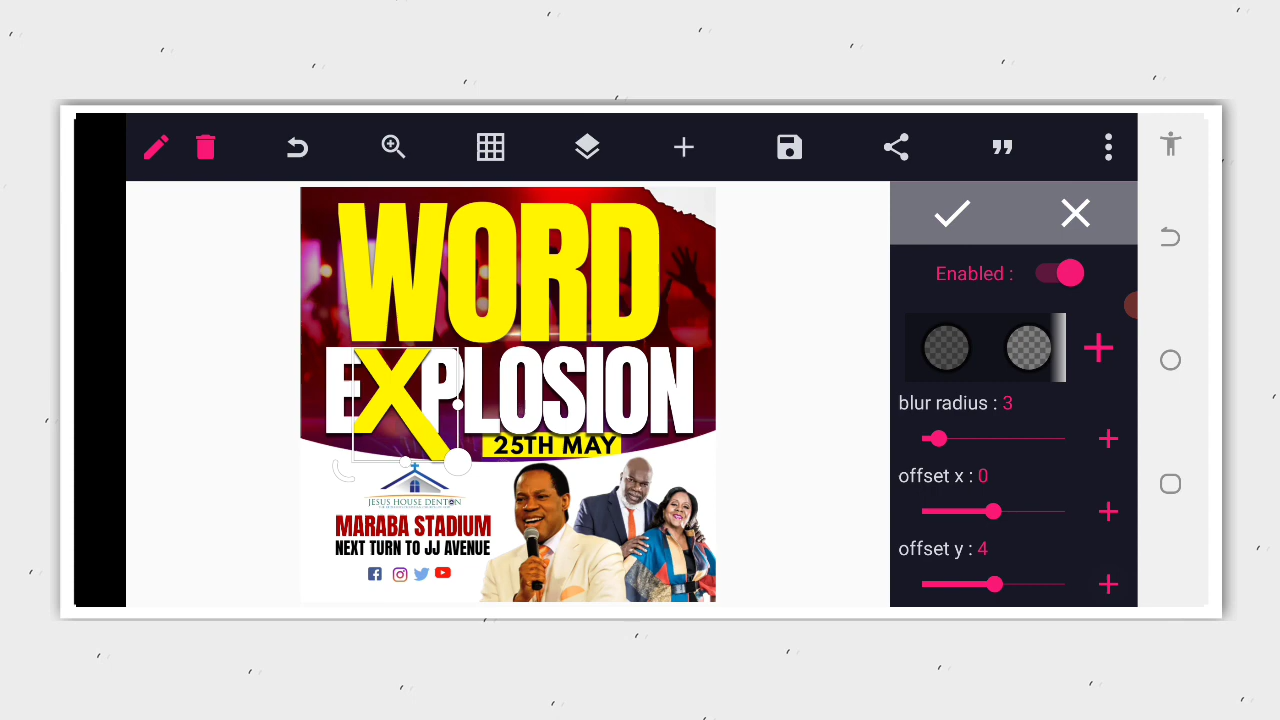 WORD
EXPLOSION
25TH MAY
JESUS HOUSE DENTON
MARABA STADIUM
NEXT TURN TO JJ AVENUE
Enabled :
blur radius : 3
offset x : 0
offset y : 4